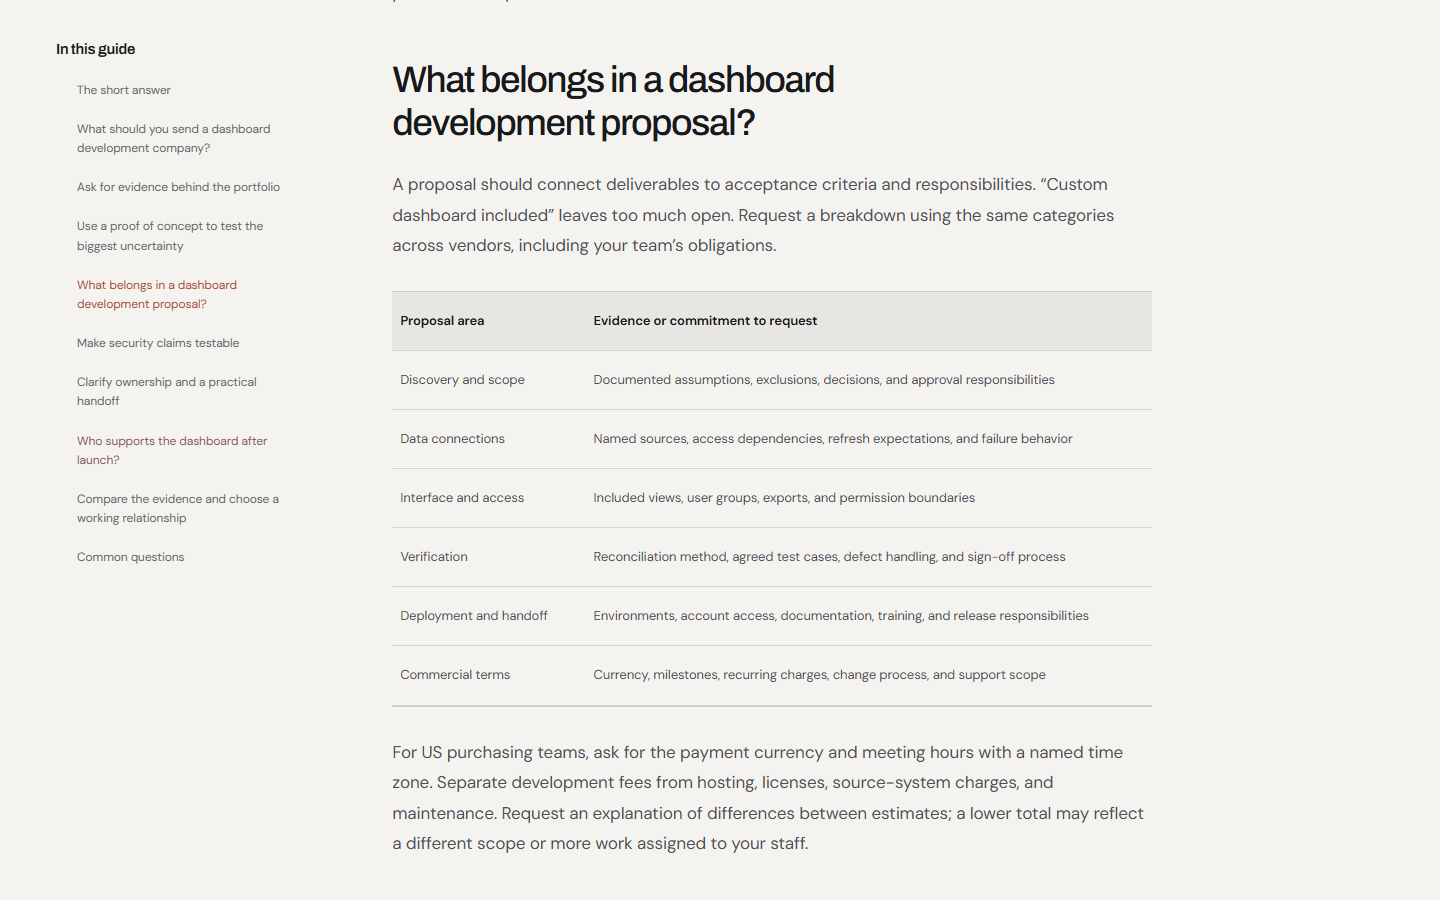 In this guide
The short answer
What should you send a dashboard
development company?
Ask for evidence behind the portfolio
Use a proof of concept to test the
biggest uncertainty
What belongs in a dashboard
development proposal?
Make security claims testable
Clarify ownership and a practical
handoff
Who supports the dashboard after
launch?
Compare the evidence and choose a
working relationship
Common questions
What belongs in a dashboard
development proposal?
A proposal should connect deliverables to acceptance criteria and responsibilities. “Custom
dashboard included” leaves too much open. Request a breakdown using the same categories
across vendors, including your team’s obligations.
Proposal area Evidence or commitment to request
Discovery and scope Documented assumptions, exclusions, decisions, and approval responsibilities
Data connections Named sources, access dependencies, refresh expectations, and failure behavior
Interface and access Included views, user groups, exports, and permission boundaries
Verification Reconciliation method, agreed test cases, defect handling, and sign-off process
Deployment and handoff Environments, account access, documentation, training, and release responsibilities
Commercial terms Currency, milestones, recurring charges, change process, and support scope
For US purchasing teams, ask for the payment currency and meeting hours with a named time
zone. Separate development fees from hosting, licenses, source-system charges, and
maintenance. Request an explanation of differences between estimates; a lower total may reflect
a different scope or more work assigned to your staff.